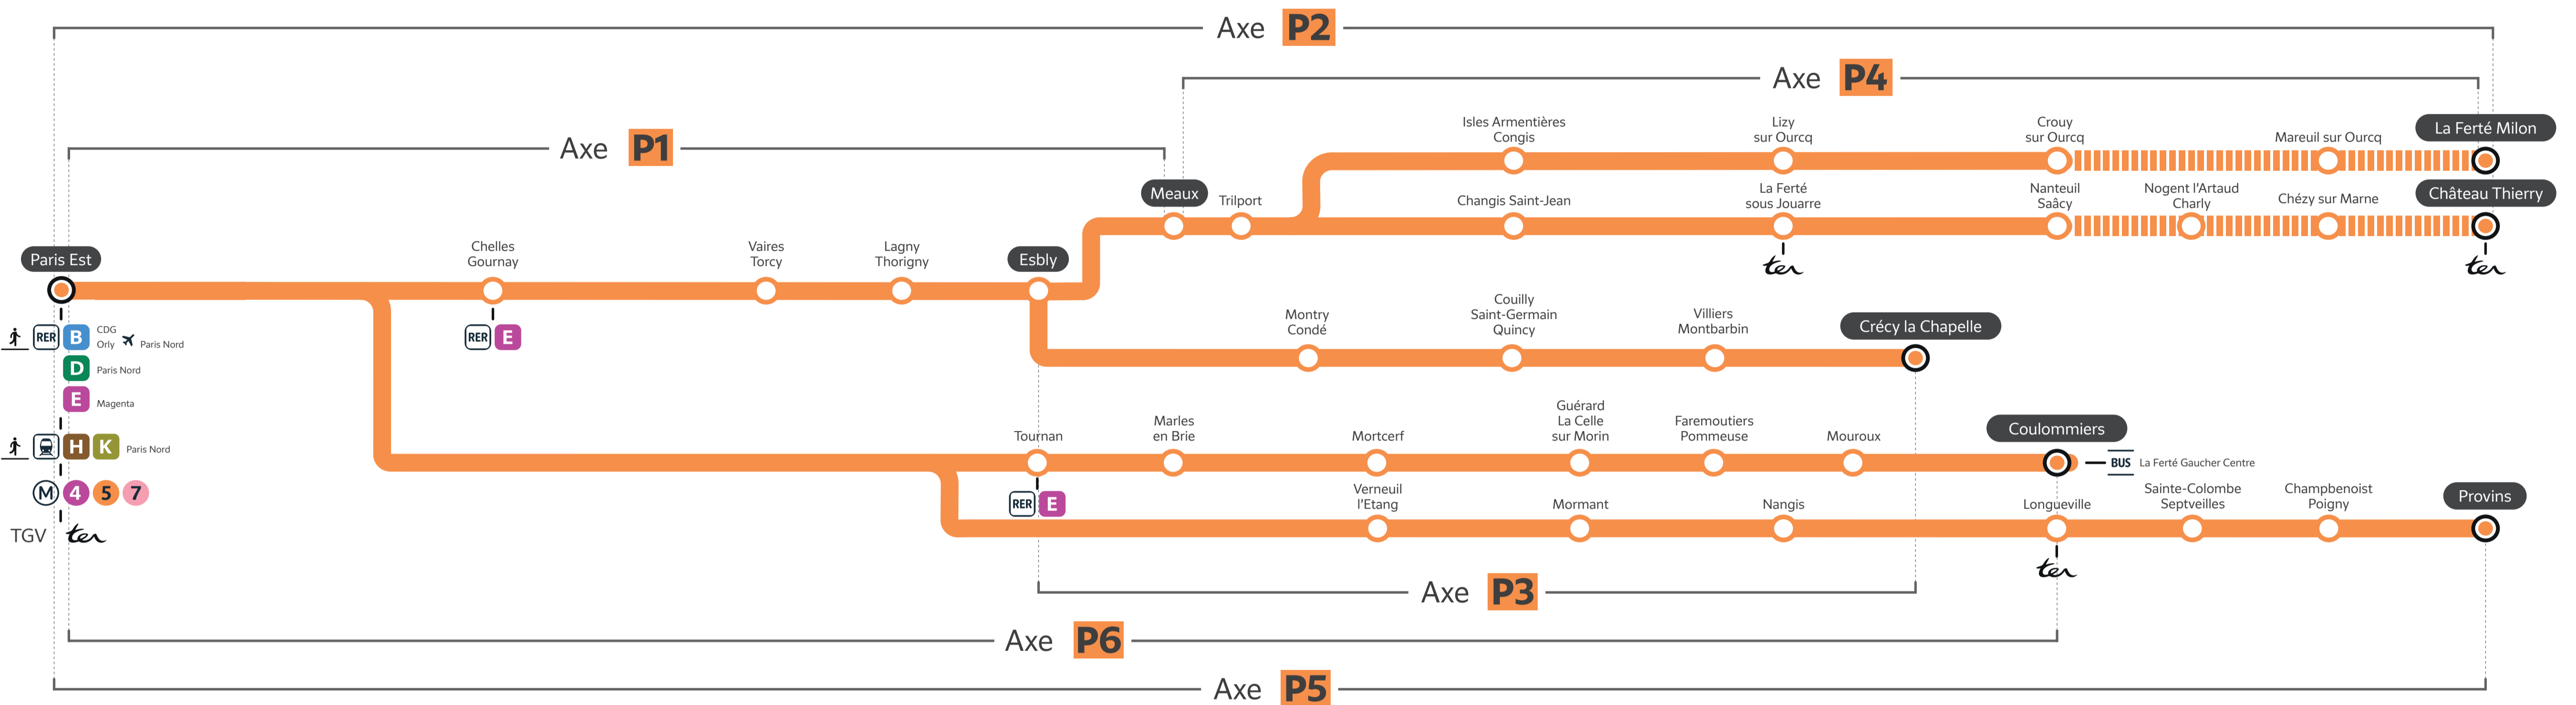 Axe P2
Axe P4
Axe P1
Isles Armentières
Congis
Lizy
sur Ourcq
Crouy
sur Ourcq
Mareuil sur Ourcq
La Ferté Milon
Meaux
Trilport
Changis Saint-Jean
La Ferté
sous Jouarre
Nanteuil
Saâcy
Nogent l'Artaud
Charly
Chézy sur Marne
Château Thierry
ter
ter
Paris Est
Chelles
Gournay
Vaires
Torcy
Lagny
Thorigny
Esbly
RER B CDG
Orly Paris Nord
D Paris Nord
E Magenta
H K Paris Nord
M 4 5 7
TGV ter
RER E
Montry
Condé
Couilly
Saint-Germain
Quincy
Villiers
Montbarbin
Crécy la Chapelle
Tournan
RER E
Marles
en Brie
Mortcerf
Guérard
La Celle
sur Morin
Faremoutiers
Pommeuse
Mouroux
Coulommiers
BUS La Ferté Gaucher Centre
Verneuil
l'Etang
Mormant
Nangis
Longueville
ter
Sainte-Colombe
Septveilles
Champbenoist
Poigny
Provins
Axe P3
Axe P6
Axe P5